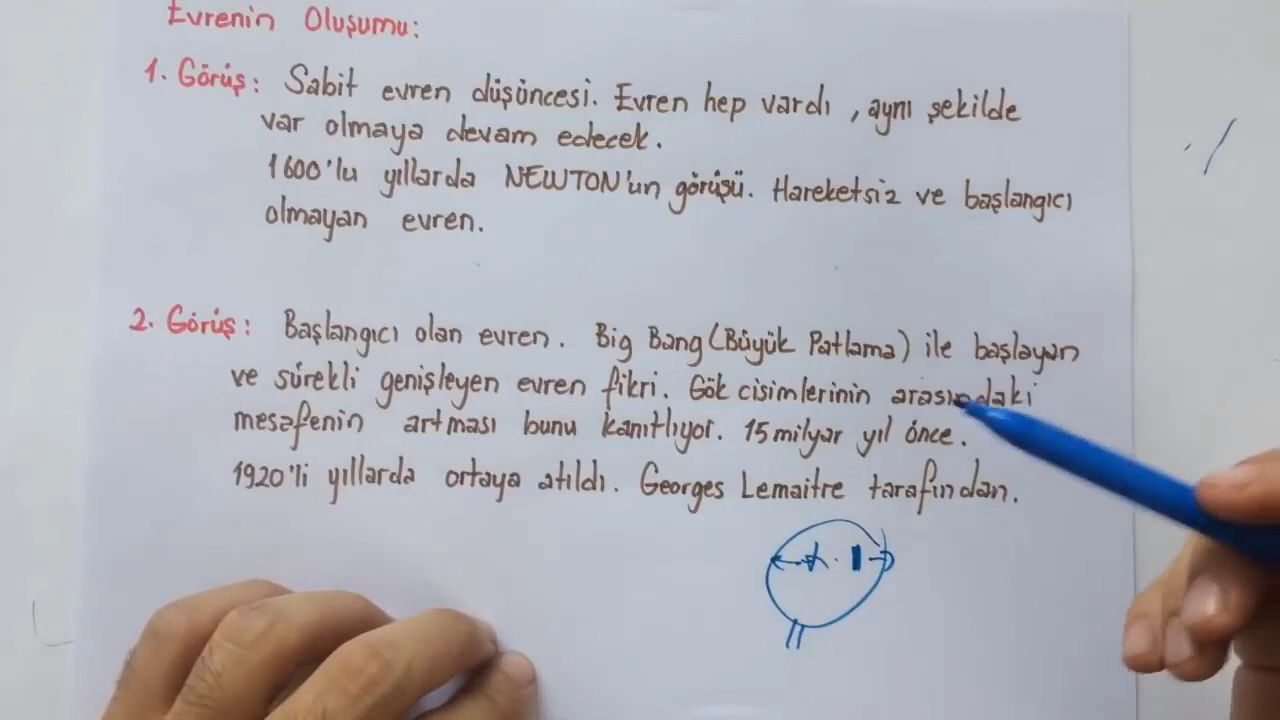 Evrenin Oluşumu:
1. Görüş: Sabit evren düşüncesi. Evren hep vardı, aynı şekilde
var olmaya devam edecek.
1600'lu yıllarda NEWTON'un görüşü. Hareketsiz ve başlangıcı
olmayan evren.
2. Görüş: Başlangıcı olan evren. Big Bang (Büyük Patlama) ile başlayan
ve sürekli genişleyen evren fikri. Gök cisimlerinin arasındaki
mesafenin artması bunu kanıtlıyor. 15 milyar yıl önce.
1920'li yıllarda ortaya atıldı. Georges Lemaitre tarafından.